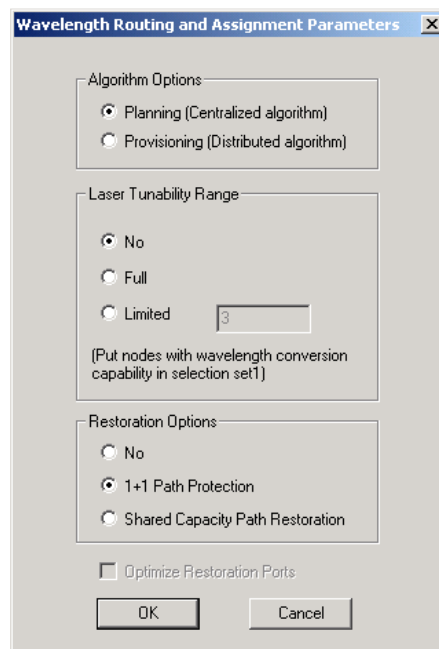 Wavelength Routing and Assignment Parameters
Algorithm Options
Planning (Centralized algorithm)
Provisioning (Distributed algorithm)
Laser Tunability Range
No
Full
Limited 3
(Put nodes with wavelength conversion
capability in selection set1)
Restoration Options
No
1+1 Path Protection
Shared Capacity Path Restoration
Optimize Restoration Ports
OK Cancel